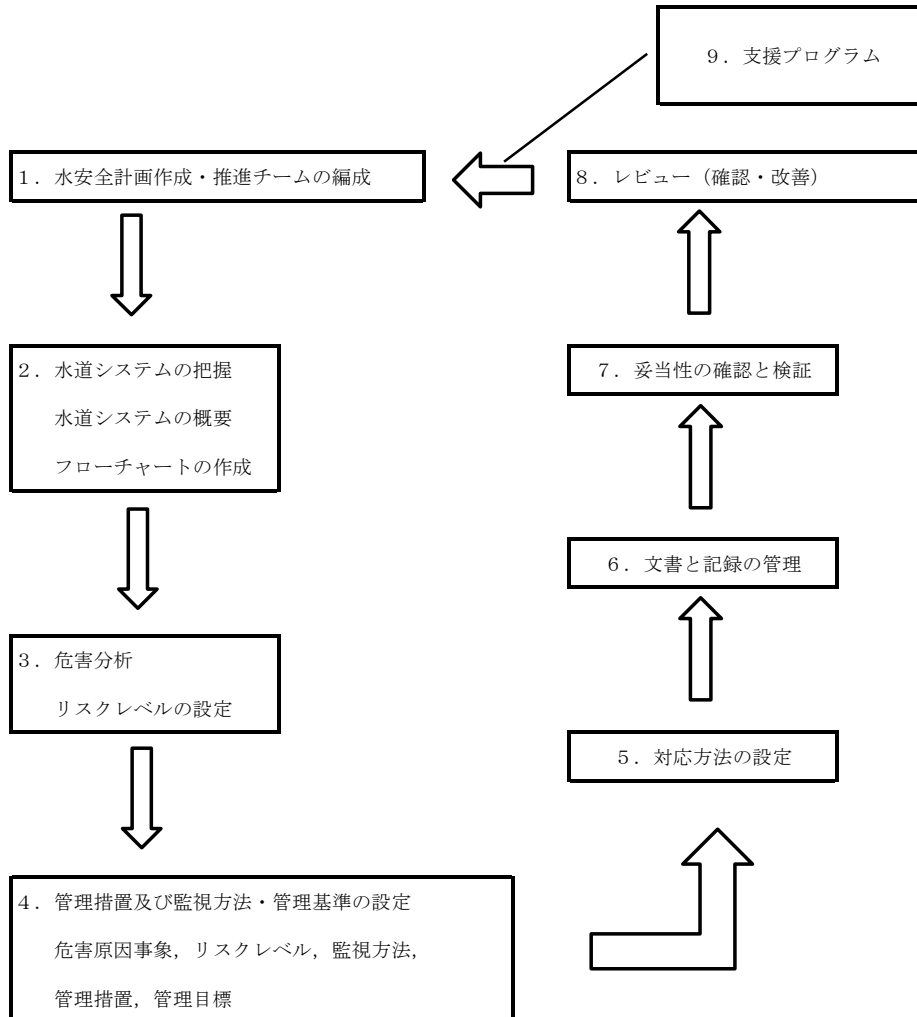 ９．支援プログラム
１．水安全計画作成・推進チームの編成
８．レビュー（確認・改善）
２．水道システムの把握
水道システムの概要
フローチャートの作成
７．妥当性の確認と検証
６．文書と記録の管理
３．危害分析
リスクレベルの設定
５．対応方法の設定
４．管理措置及び監視方法・管理基準の設定
危害原因事象，リスクレベル，監視方法，
管理措置，管理目標